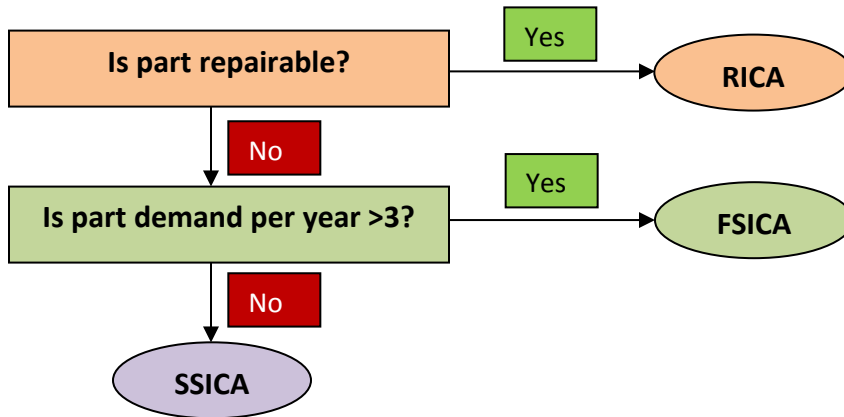 Is part repairable?
Yes
RICA
No
Is part demand per year >3?
Yes
FSICA
No
SSICA